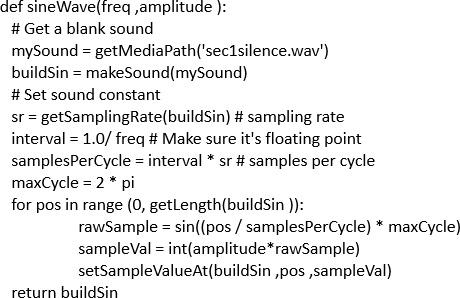 def sineWave(freq ,amplitude ):
# Get a blank sound
mySound = getMediaPath('sec1silence.wav')
buildSin = makeSound(mySound)
# Set sound constant
sr = getSamplingRate(buildSin) # sampling rate
interval = 1.0/ freq # Make sure it's floating point
samplesPerCycle = interval * sr # samples per cycle
maxCycle = 2 * pi
for pos in range (0, getLength(buildSin )):
rawSample = sin((pos / samplesPerCycle) * maxCycle)
sampleVal = int(amplitude*rawSample)
setSampleValueAt(buildSin ,pos ,sampleVal)
return buildSin